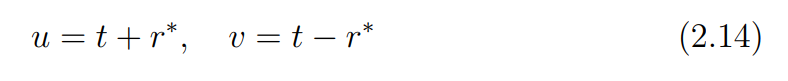 u = t + r*, v = t − r* (2.14)